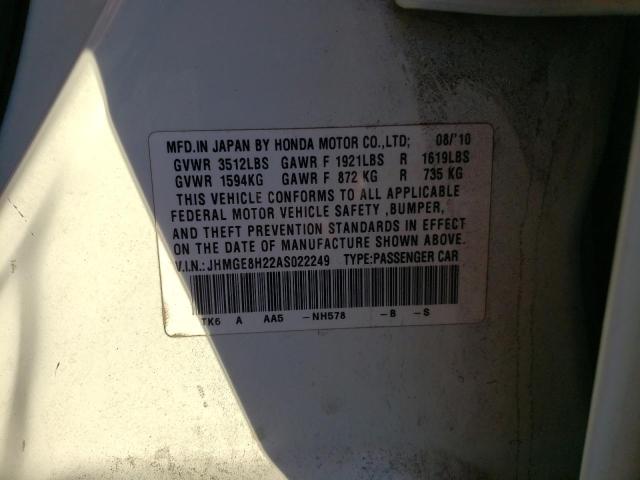 MFD.IN JAPAN BY HONDA MOTOR CO.,LTD; 08/'10
GVWR 3512LBS GAWR F 1921LBS R 1619LBS
GVWR 1594KG GAWR F 872 KG R 735 KG
THIS VEHICLE CONFORMS TO ALL APPLICABLE
FEDERAL MOTOR VEHICLE SAFETY ,BUMPER,
AND THEFT PREVENTION STANDARDS IN EFFECT
ON THE DATE OF MANUFACTURE SHOWN ABOVE.
V.I.N.: JHMGE8H22AS022249 TYPE:PASSENGER CAR
TK6 A AA5 -NH578 -B -S